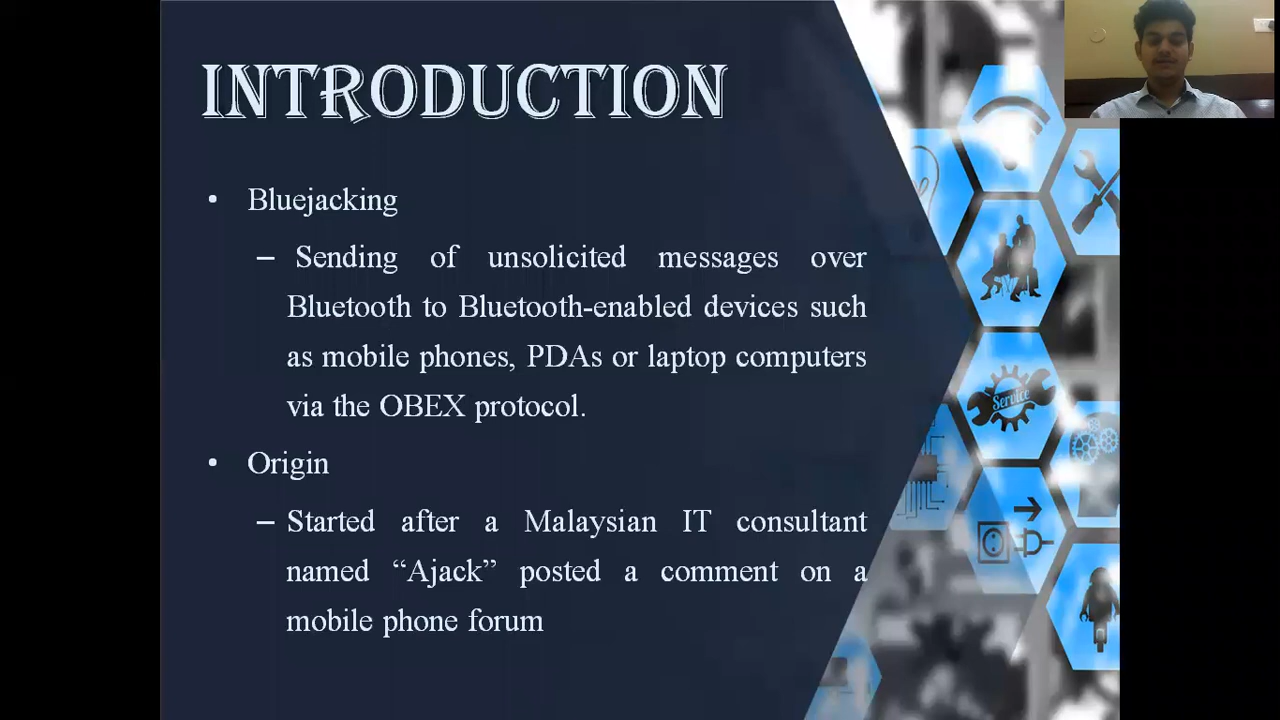 INTRODUCTION
• Bluejacking
– Sending of unsolicited messages over
Bluetooth to Bluetooth-enabled devices such
as mobile phones, PDAs or laptop computers
via the OBEX protocol.
• Origin
– Started after a Malaysian IT consultant
named “Ajack” posted a comment on a
mobile phone forum
Service